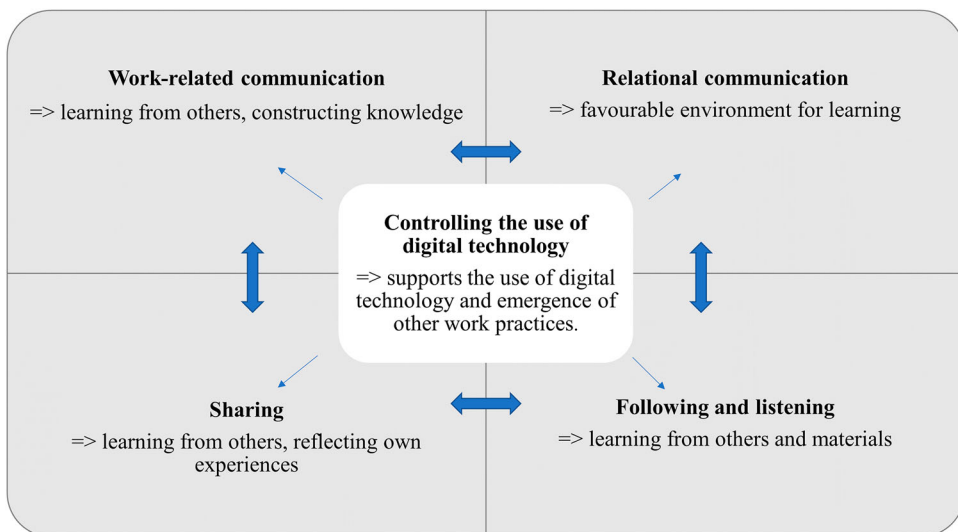 Work-related communication
=> learning from others, constructing knowledge
Relational communication
=> favourable environment for learning
Controlling the use of
digital technology
=> supports the use of digital
technology and emergence of
other work practices.
Sharing
=> learning from others, reflecting own
experiences
Following and listening
=> learning from others and materials